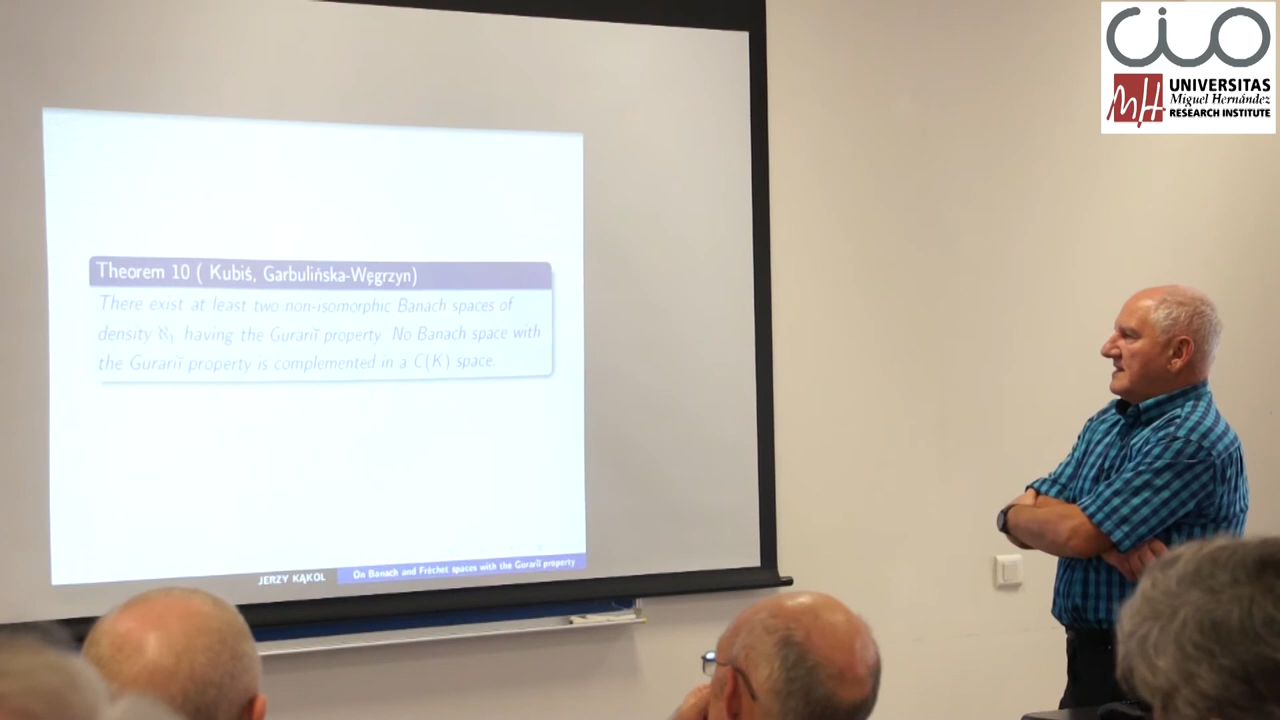 CIO
UNIVERSITAS
Miguel Hernández
RESEARCH INSTITUTE
MH
Theorem 10 ( Kubiś, Garbulińska-Węgrzyn)
There exist at least two non-isomorphic Banach spaces of
density ℵ₁ having the Gurariĭ property. No Banach space with
the Gurariĭ property is complemented in a C(K) space.
JERZY KĄKOL
On Banach and Fréchet spaces with the Gurariĭ property